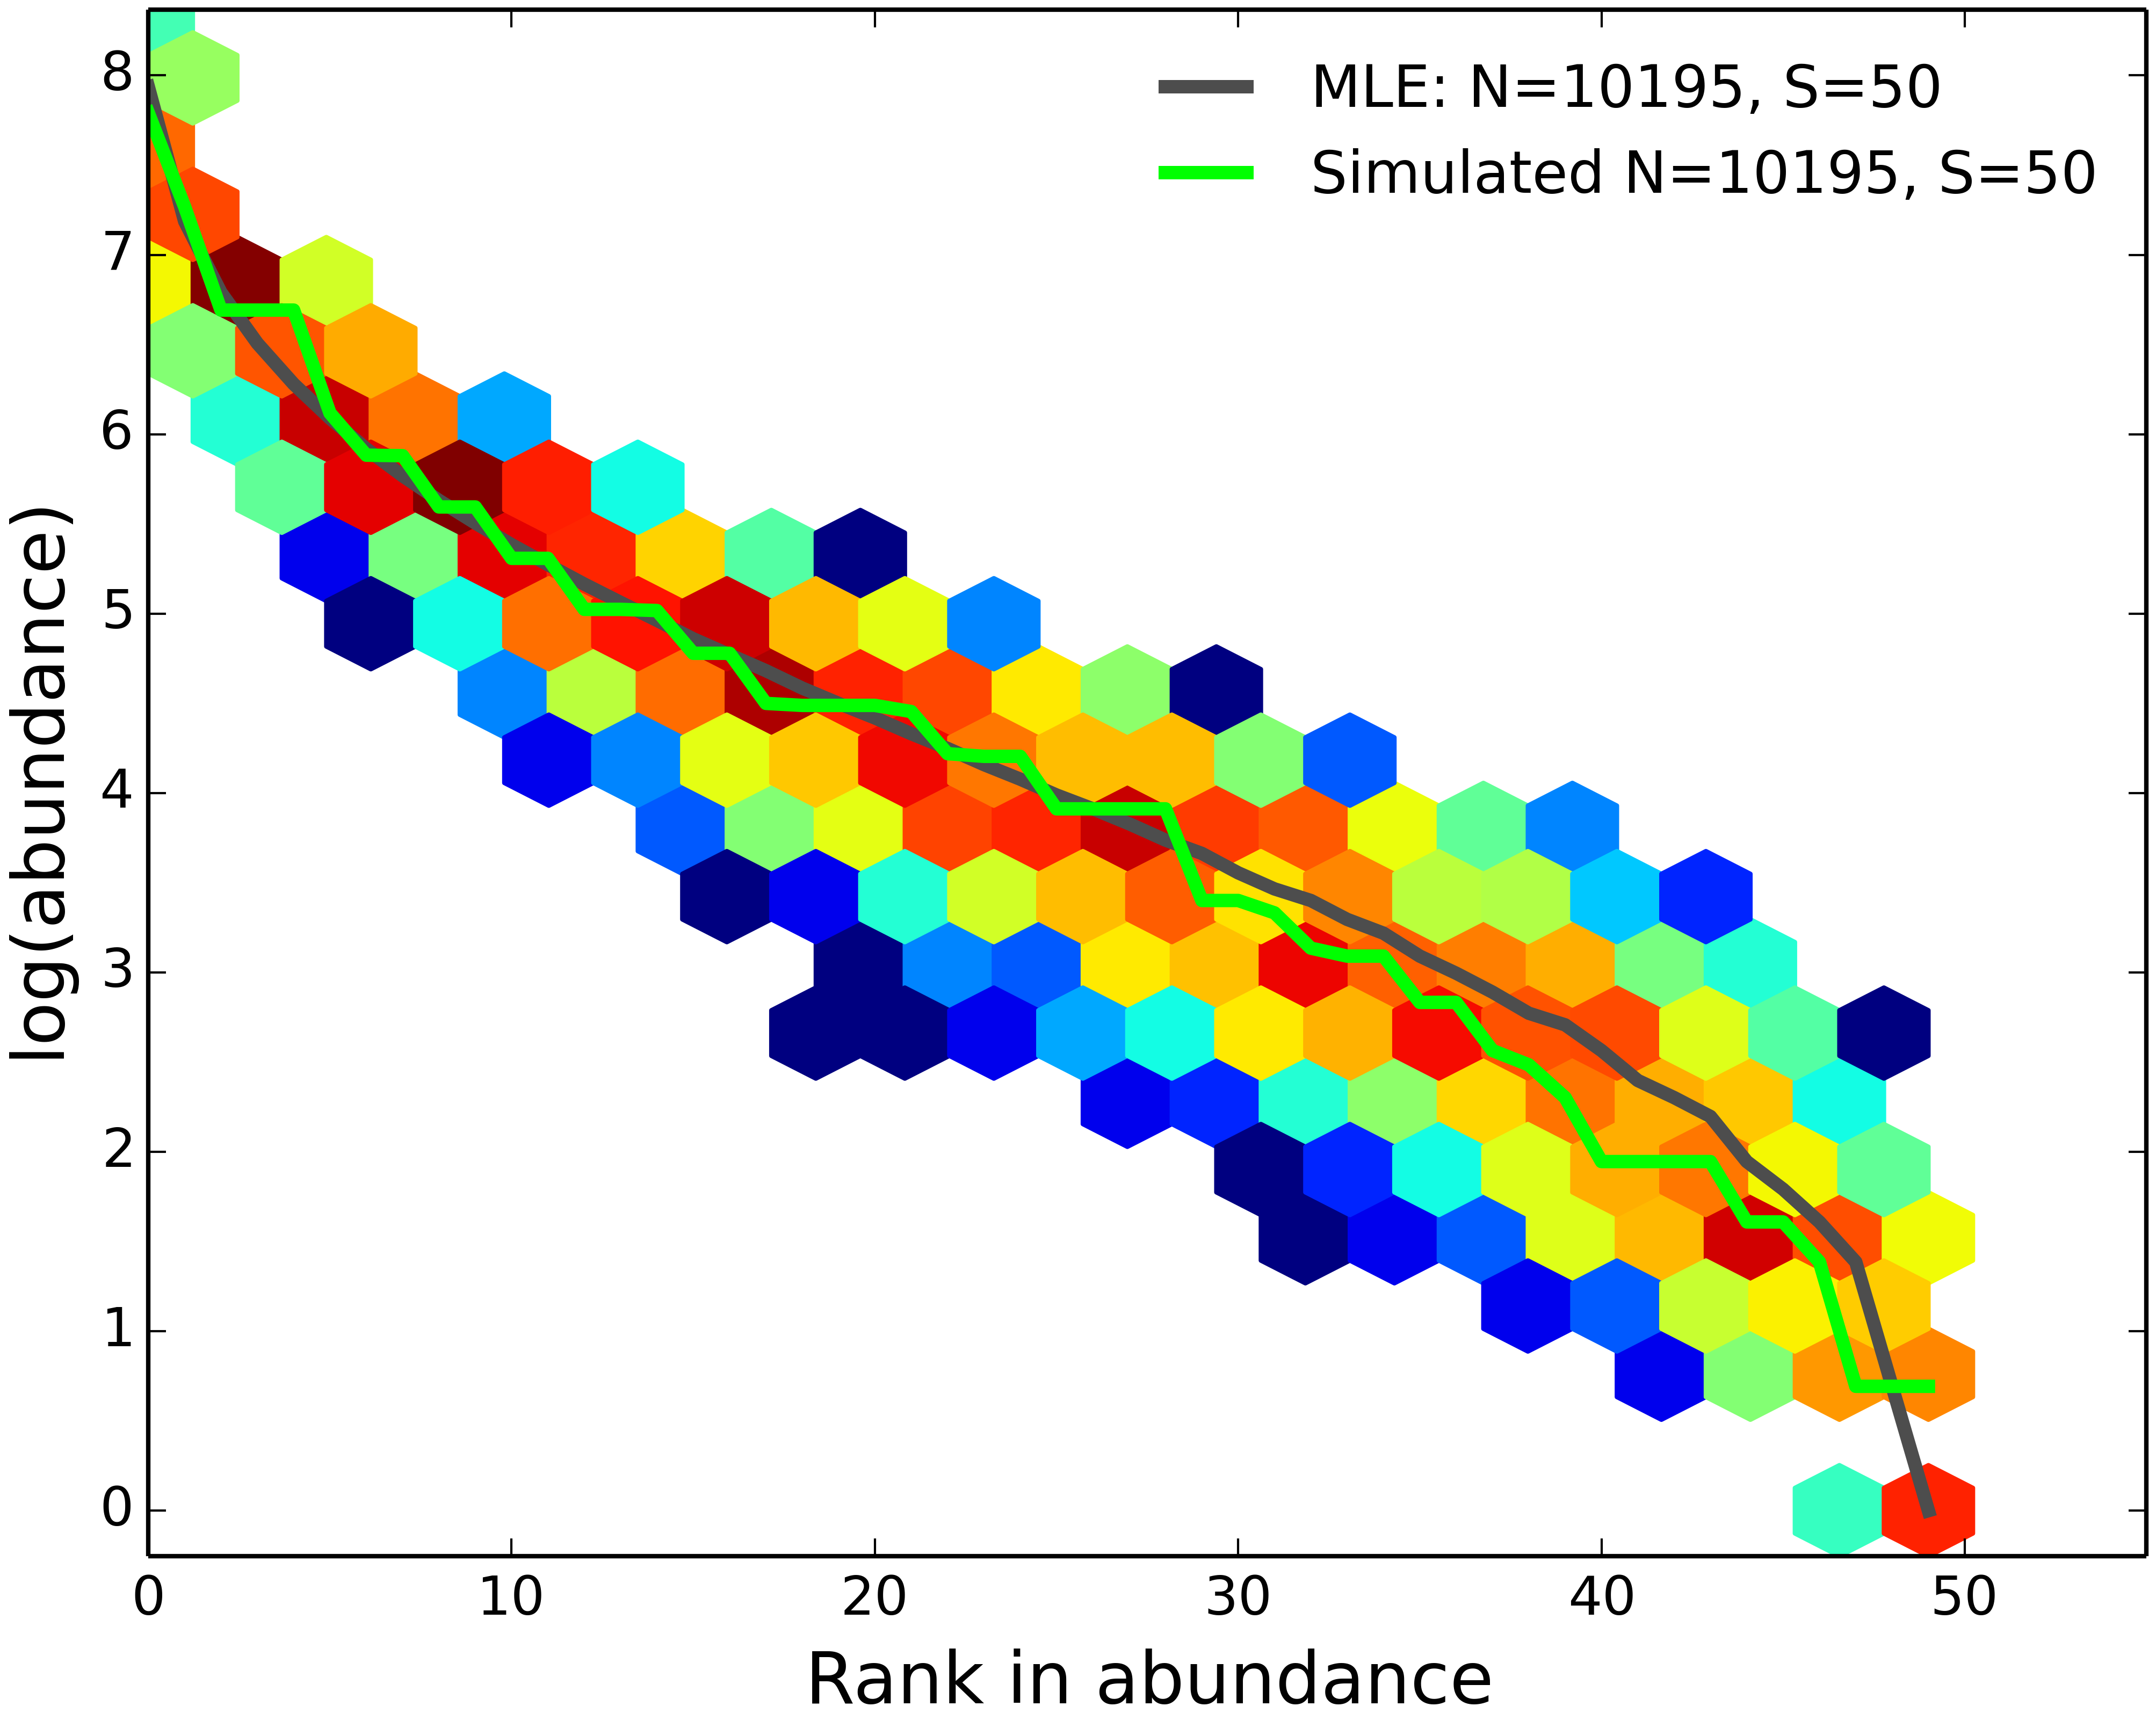 MLE: N=10195, S=50
Simulated N=10195, S=50
log(abundance)
8
7
6
5
4
3
2
1
0
0 10 20 30 40 50
Rank in abundance